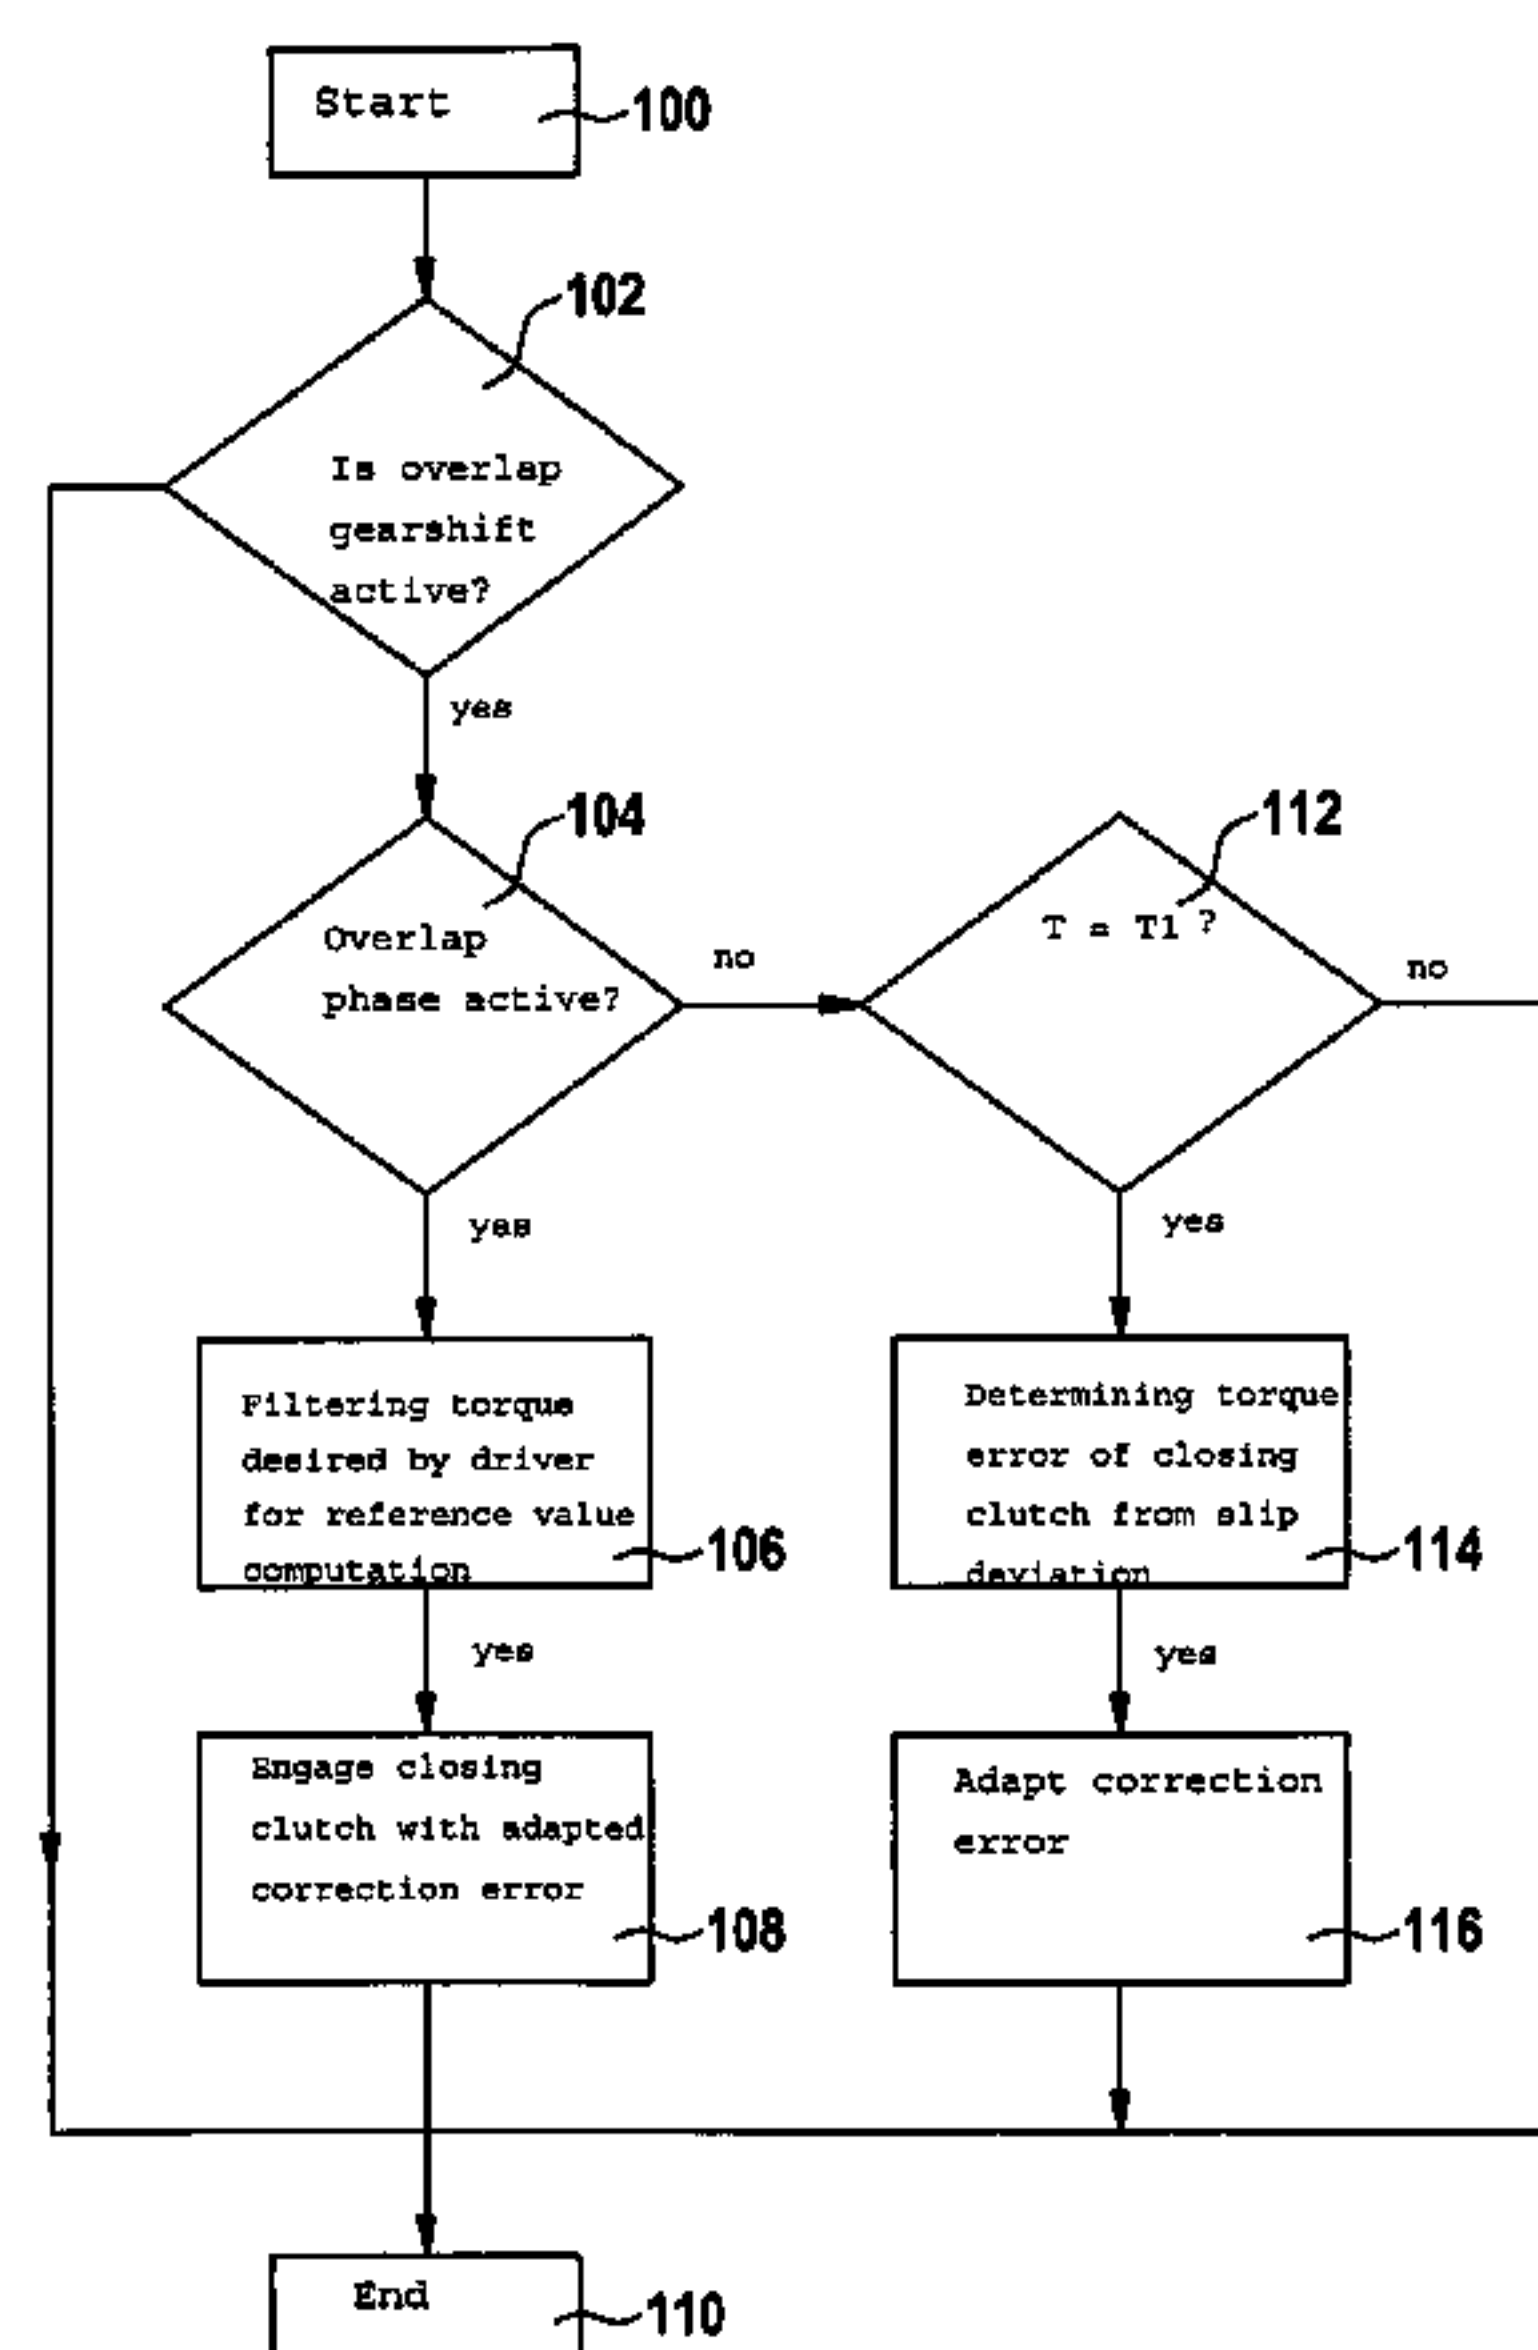 Start
100
102
Is overlap
gearshift
active?
yes
104
Overlap
phase active?
no
112
T = T1 ?
no
yes
yes
Filtering torque
desired by driver
for reference value
computation
106
Determining torque
error of closing
clutch from slip
deviation
114
yes
yes
Engage closing
clutch with adapted
correction error
108
Adapt correction
error
116
End
110